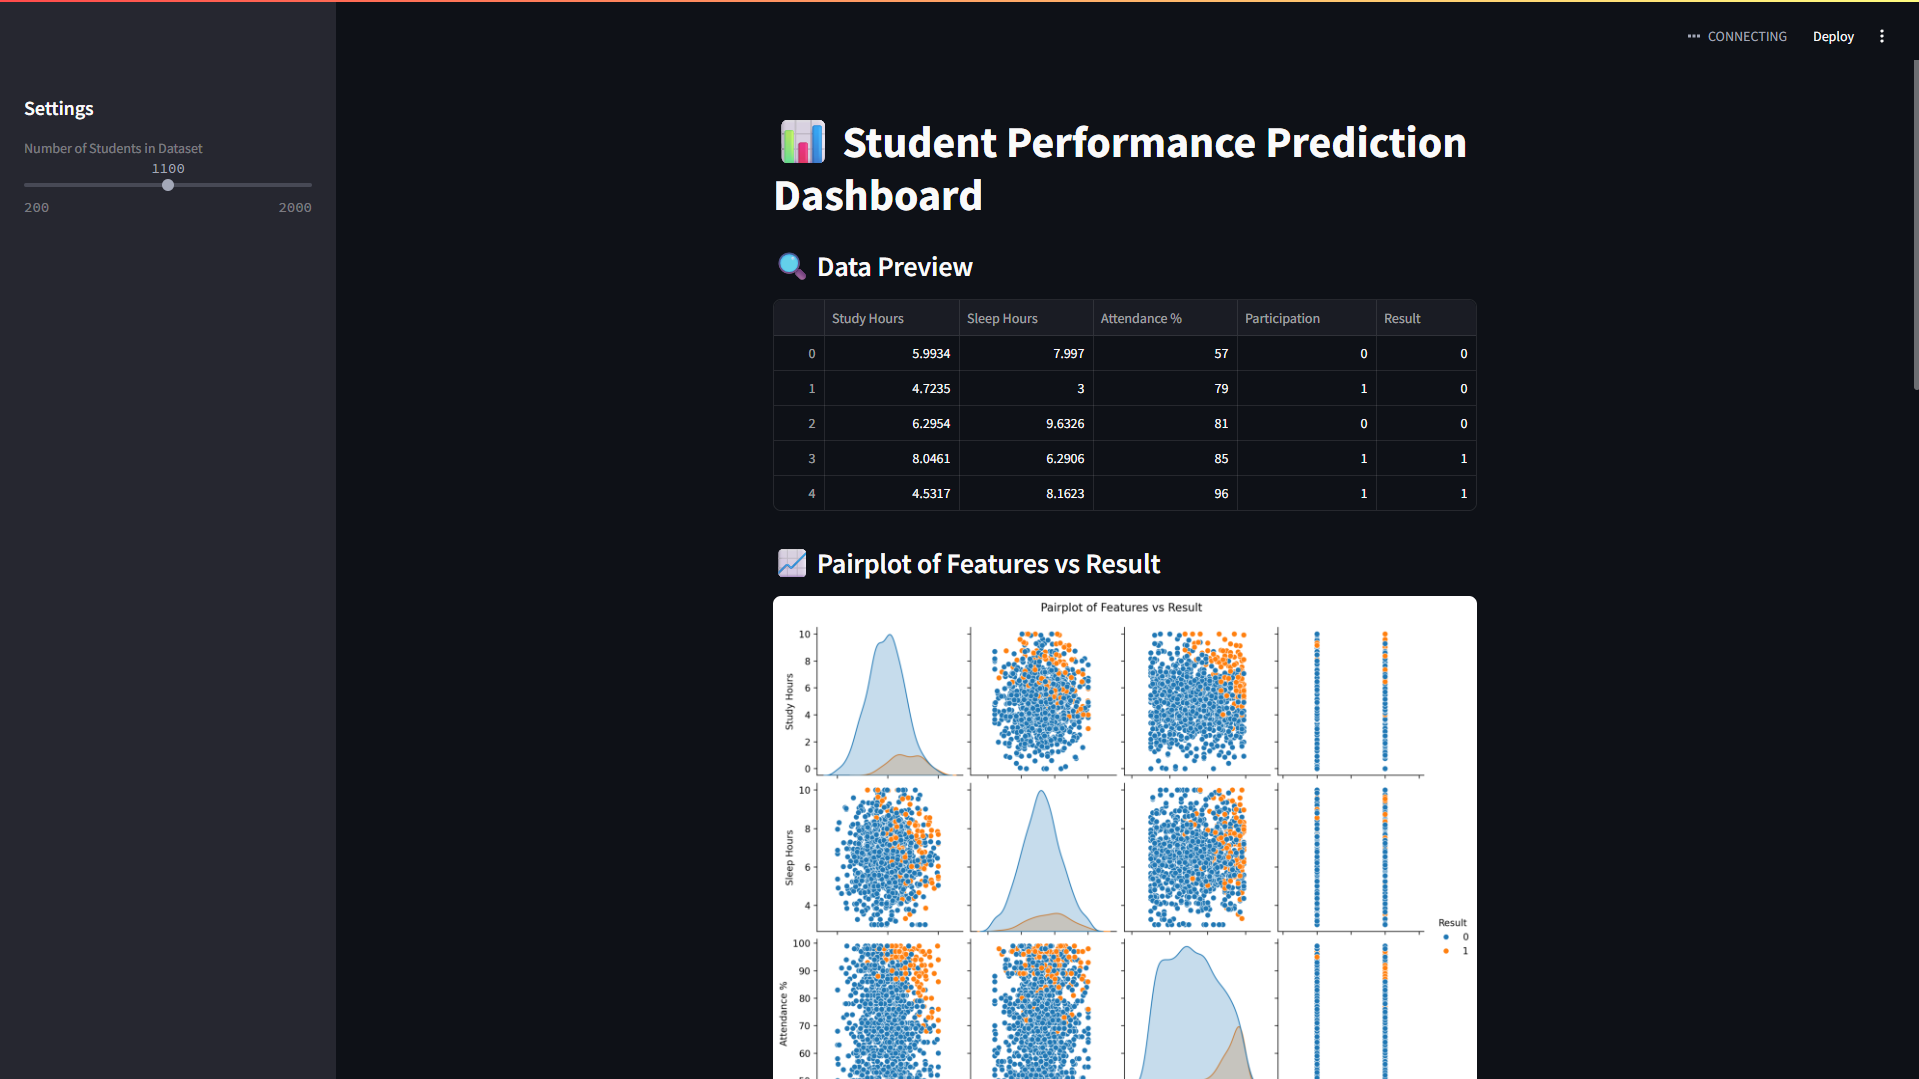 CONNECTING Deploy
Settings
Number of Students in Dataset
1100
200 2000
Student Performance Prediction
Dashboard
Data Preview
Study Hours Sleep Hours Attendance % Participation Result
0 5.9934 7.997 57 0 0
1 4.7235 3 79 1 0
2 6.2954 9.6326 81 0 0
3 8.0461 6.2906 85 1 1
4 4.5317 8.1623 96 1 1
Pairplot of Features vs Result
Pairplot of Features vs Result
10
8
6
4
2
0
Study Hours
10
8
6
4
Sleep Hours
Result
0
1
100
90
80
70
60
Attendance %